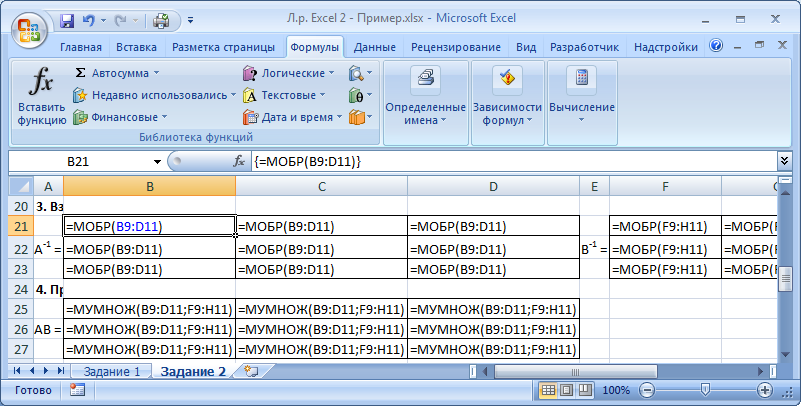 Л.р. Excel 2 - Пример.xlsx - Microsoft Excel
Главная Вставка Разметка страницы Формулы Данные Рецензирование Вид Разработчик Надстройки
fx Вставить функцию
Σ Автосумма
Недавно использовались
Финансовые
Логические
Текстовые
Дата и время
Определенные имена
Зависимости формул
Вычисление
Библиотека функций
B21 fx {=МОБР(B9:D11)}
A B C D E F
20 3. Вз
21 =МОБР(B9:D11) =МОБР(B9:D11) =МОБР(B9:D11) =МОБР(F9:H11) =МОБР(F
22 A-1 = =МОБР(B9:D11) =МОБР(B9:D11) =МОБР(B9:D11) B-1 = =МОБР(F9:H11) =МОБР(F
23 =МОБР(B9:D11) =МОБР(B9:D11) =МОБР(B9:D11) =МОБР(F9:H11) =МОБР(F
24 4. Пр
25 =МУМНОЖ(B9:D11;F9:H11) =МУМНОЖ(B9:D11;F9:H11) =МУМНОЖ(B9:D11;F9:H11)
26 AB = =МУМНОЖ(B9:D11;F9:H11) =МУМНОЖ(B9:D11;F9:H11) =МУМНОЖ(B9:D11;F9:H11)
27 =МУМНОЖ(B9:D11;F9:H11) =МУМНОЖ(B9:D11;F9:H11) =МУМНОЖ(B9:D11;F9:H11)
Задание 1 Задание 2
Готово 100%